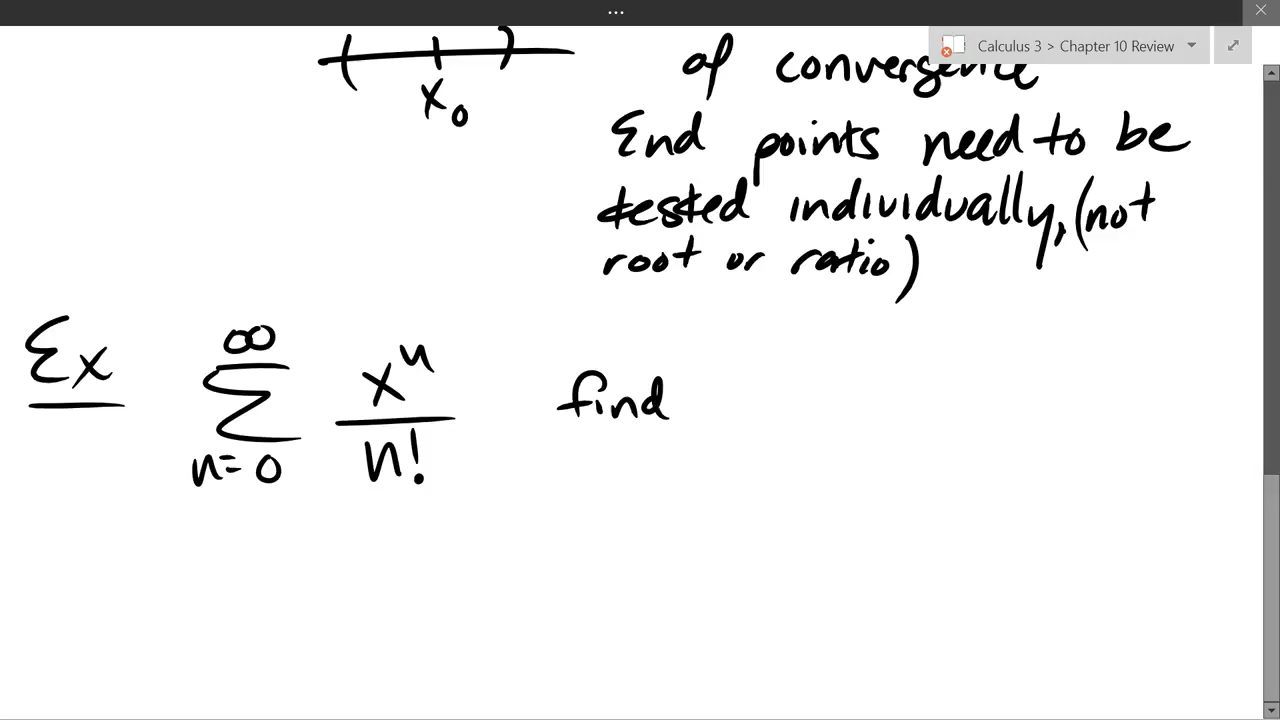 ...
Calculus 3 > Chapter 10 Review
x₀
of convergence
End points need to be
tested individually, (not
root or ratio)
Ex ∞ Σ n=0 xⁿ/n! find